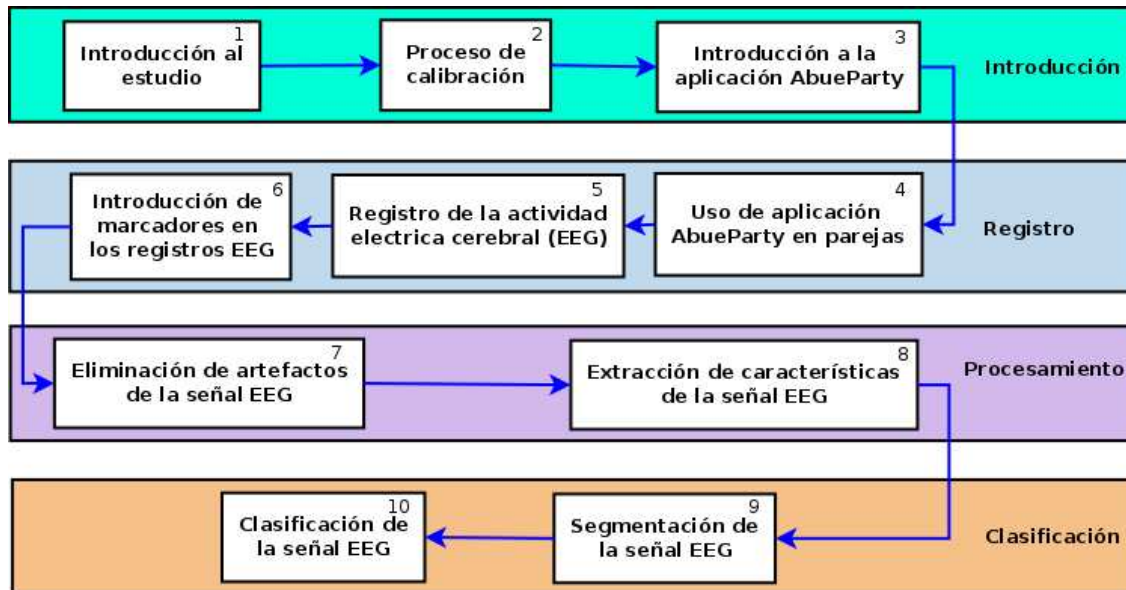 1
Introducción al
estudio
2
Proceso de
calibración
3
Introducción a la
aplicación AbueParty
Introducción
4
Uso de aplicación
AbueParty en parejas
5
Registro de la actividad
electrica cerebral (EEG)
6
Introducción de
marcadores en
los registros EEG
Registro
7
Eliminación de artefactos
de la señal EEG
8
Extracción de características
de la señal EEG
Procesamiento
9
Segmentación de
la señal EEG
10
Clasificación de
la señal EEG
Clasificación